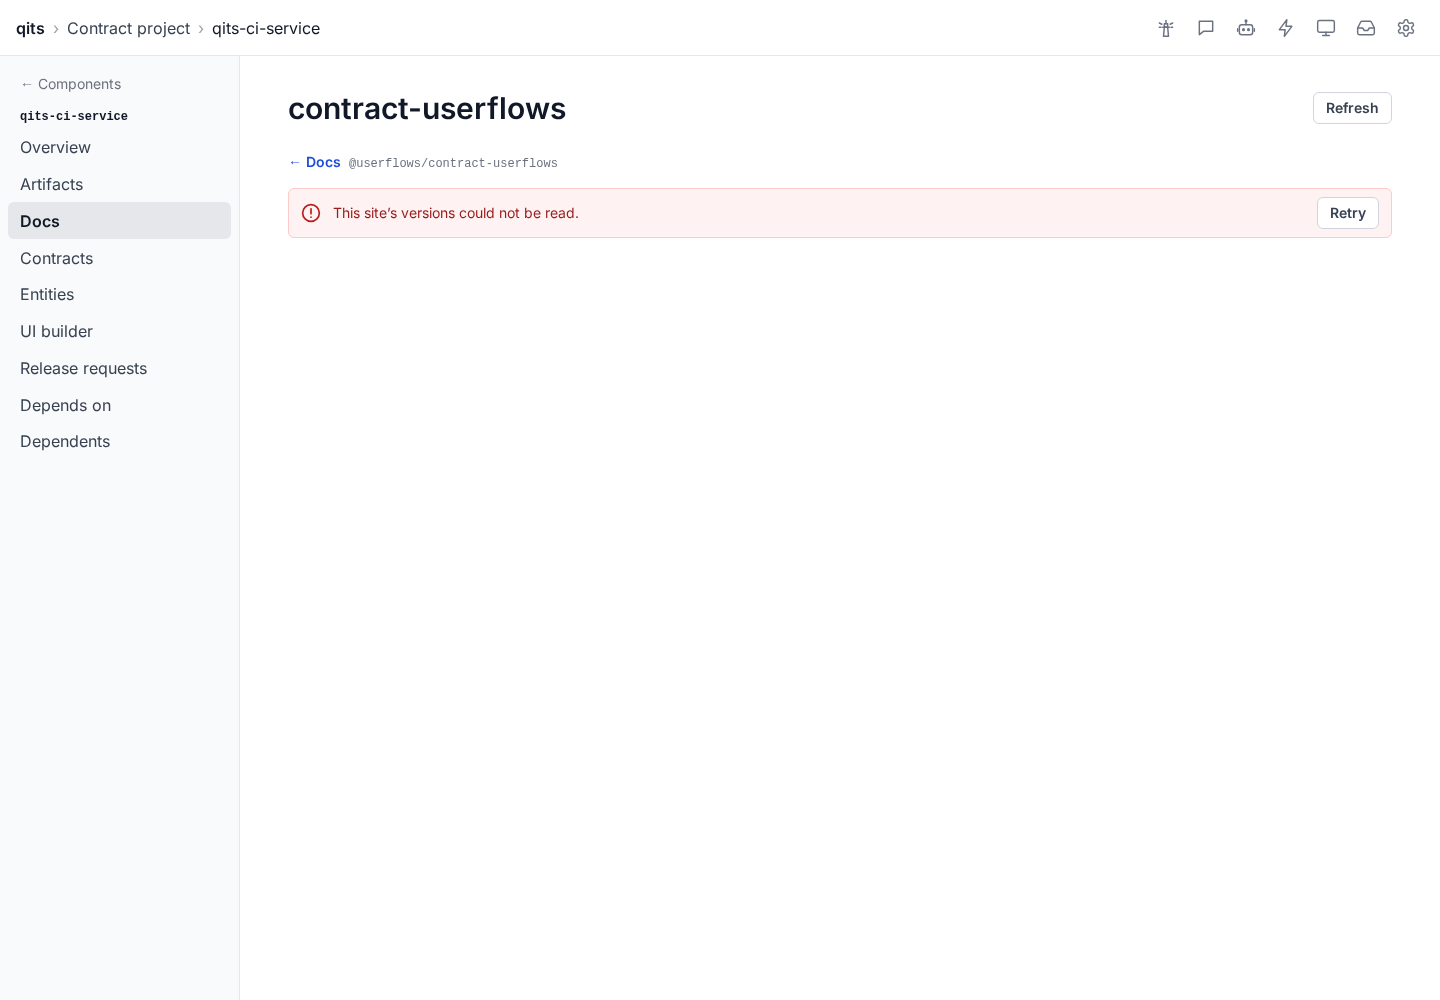 qits › Contract project › qits-ci-service
← Components
qits-ci-service
Overview
Artifacts
Docs
Contracts
Entities
UI builder
Release requests
Depends on
Dependents
contract-userflows
Refresh
← Docs @userflows/contract-userflows
This site’s versions could not be read.
Retry